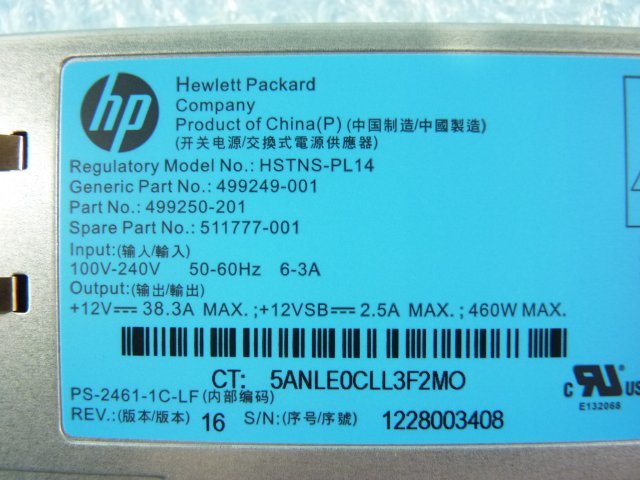 hp
Hewlett Packard
Company
Product of China(P) (中国制造/中國製造)
(开关电源/交換式電源供應器)
Regulatory Model No.: HSTNS-PL14
Generic Part No.: 499249-001
Part No.: 499250-201
Spare Part No.: 511777-001
Input:(输入/輸入)
100V-240V 50-60Hz 6-3A
Output:(输出/輸出)
+12V⎓ 38.3A MAX. ;+12VSB⎓ 2.5A MAX. ; 460W MAX.
CT: 5ANLE0CLL3F2MO
PS-2461-1C-LF (内部编码)
REV.:(版本/版本) 16 S/N:(序号/序號) 1228003408
c RU US
E132068